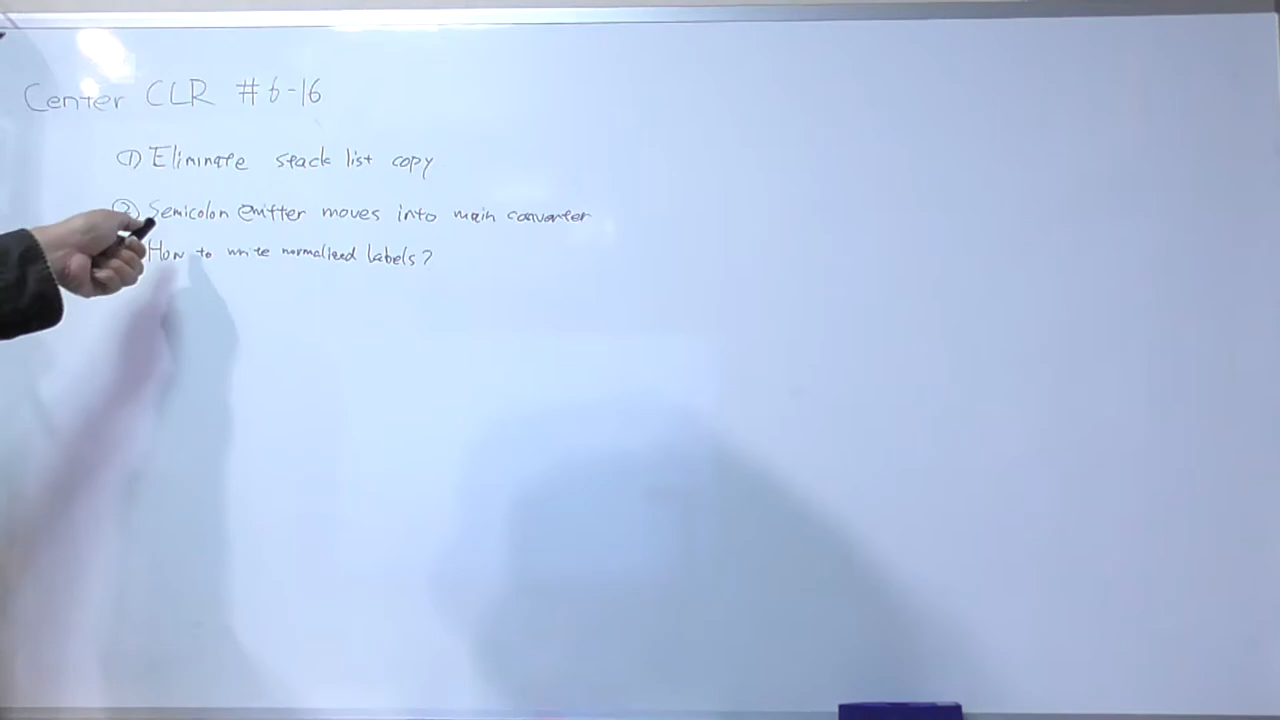 Center CLR #6-16
① Eliminate stack list copy
② Semicolon emitter moves into main converter
How to write normalized labels?